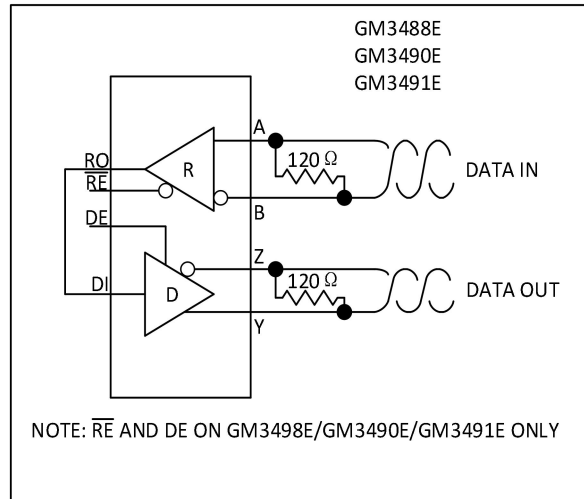 GM3488E
GM3490E
GM3491E
A
120 Ω
RO
R
DATA IN
RE
B
DE
Z
DI
D
120 Ω
DATA OUT
Y
NOTE: RE AND DE ON GM3498E/GM3490E/GM3491E ONLY